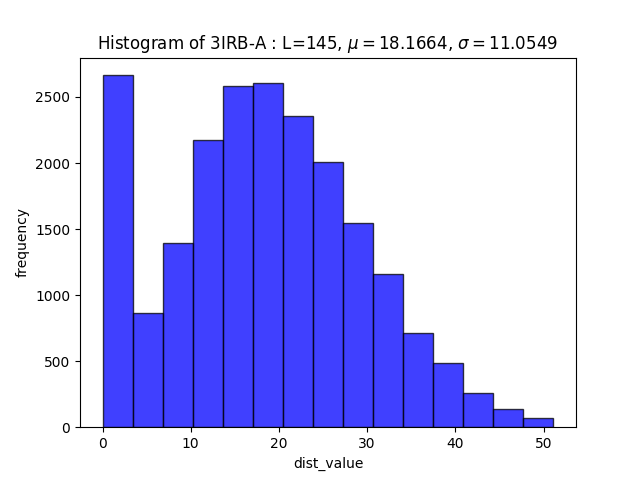 Histogram of 3IRB-A : L=145, μ = 18.1664, σ = 11.0549
2500
2000
1500
1000
500
0
frequency
0 10 20 30 40 50
dist_value